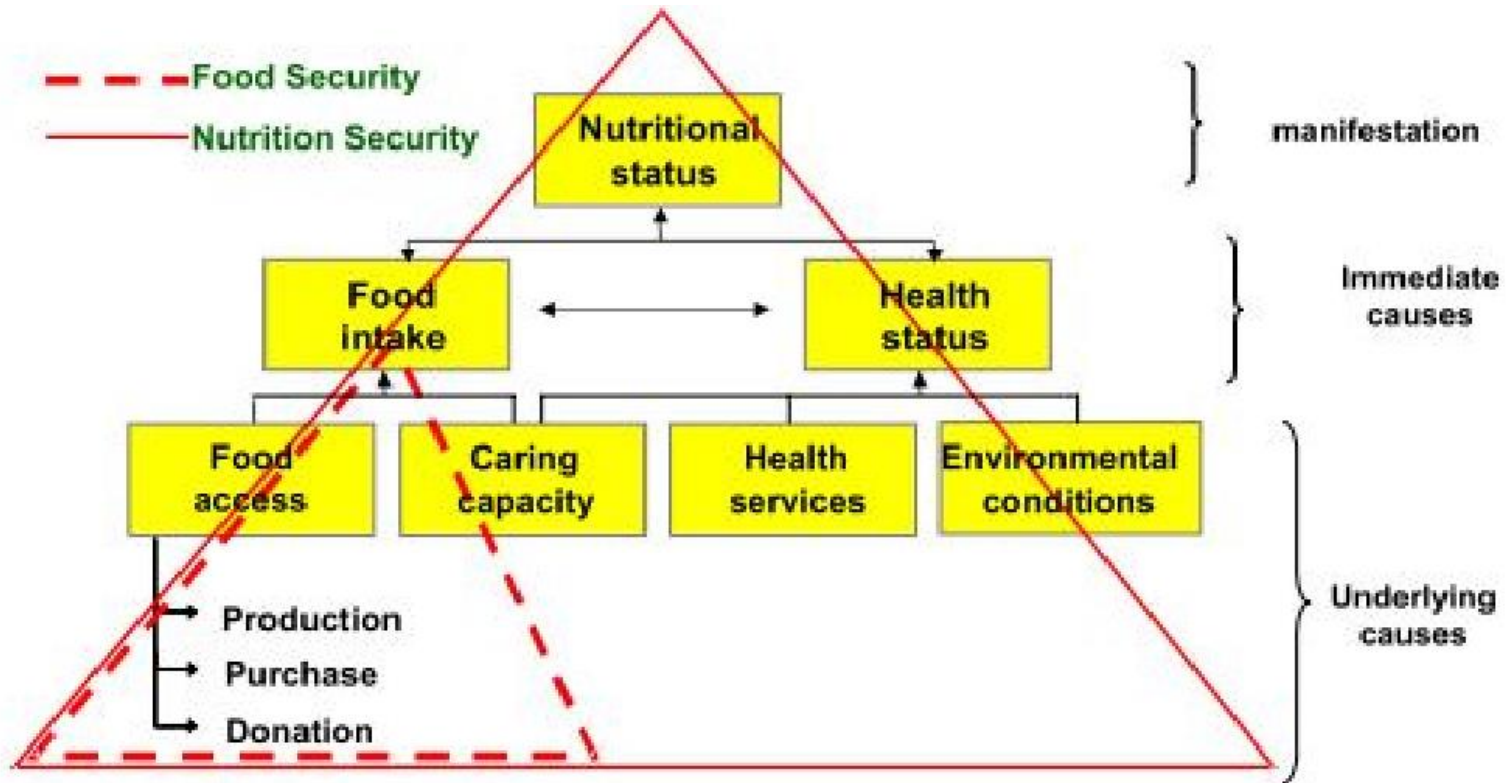 Food Security
Nutrition Security
Nutritional
status
manifestation
Food
intake
Health
status
Immediate
causes
Food
access
Caring
capacity
Health
services
Environmental
conditions
Production
Purchase
Donation
Underlying
causes